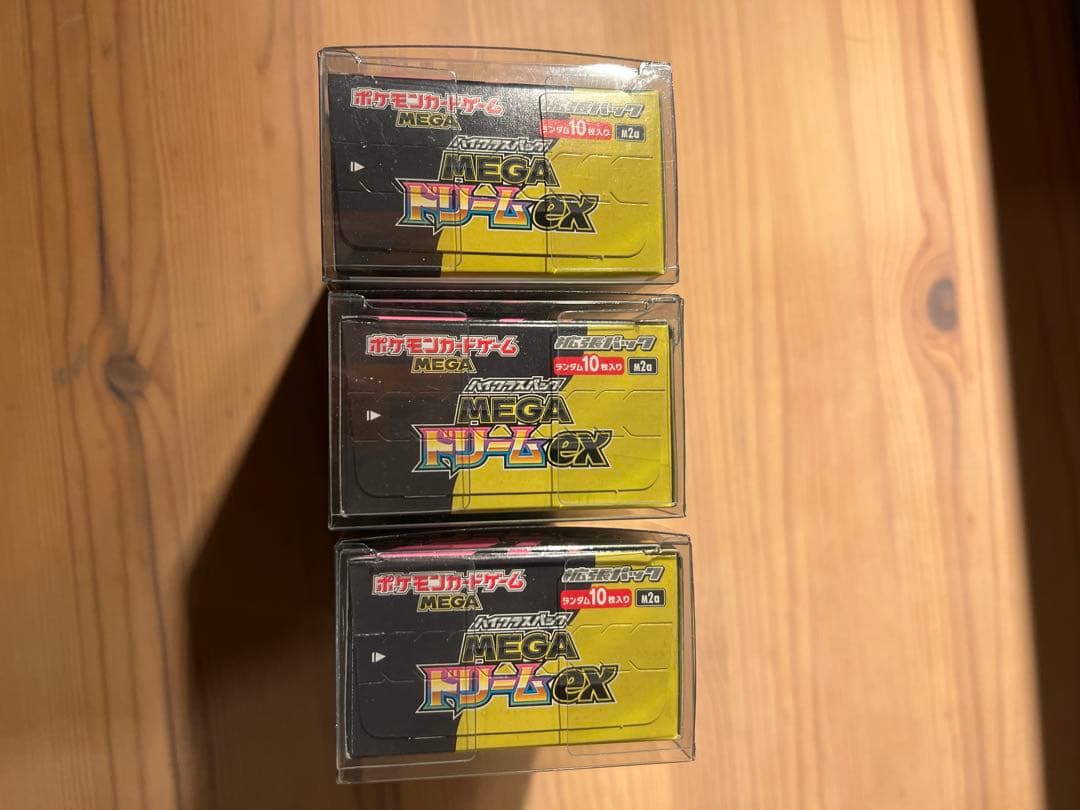 ポケモンカードゲーム
MEGA
拡張パック
ランダム10枚入り M2a
ハイクラスパック
MEGA
ドリームex
ポケモンカードゲーム
MEGA
拡張パック
ランダム10枚入り M2a
ハイクラスパック
MEGA
ドリームex
ポケモンカードゲーム
MEGA
拡張パック
ランダム10枚入り M2a
ハイクラスパック
MEGA
ドリームex